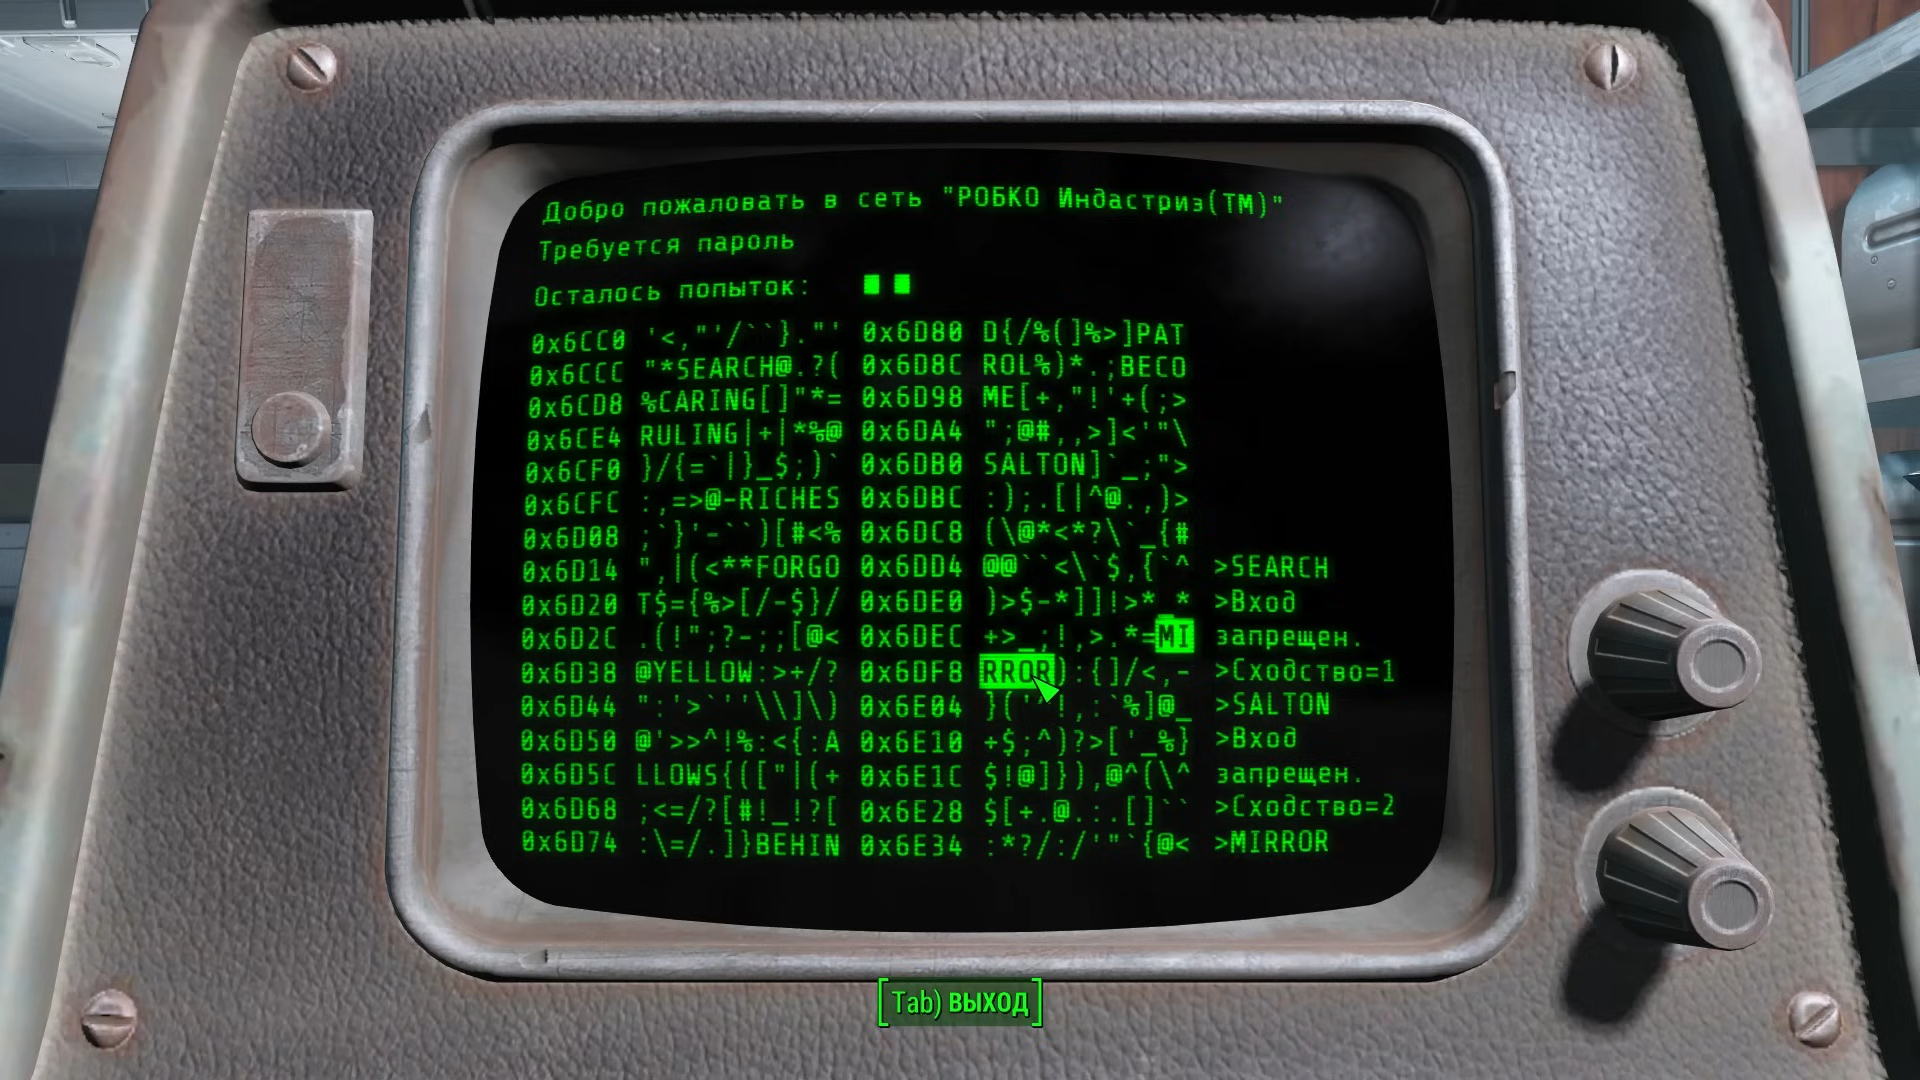 Добро пожаловать в сеть "РОБКО Индастриз(ТМ)"
Требуется пароль
Осталось попыток:
0x6CC0 '<,"'/``}."' 0x6D80 D{/%(]%>]PAT
0x6CCC "*SEARCH@.?( 0x6D8C ROL%)*.;BECO
0x6CD8 %CARING[]"*= 0x6D98 ME[+,"!'+(;>
0x6CE4 RULING|+|*%@ 0x6DA4 ";@#,,>]<'"\
0x6CF0 }/{=`|}_$;)` 0x6DB0 SALTON]`_;">
0x6CFC :,=>@-RICHES 0x6DBC :);.[|^@.,)>
0x6D08 ;`}'-``)[#<% 0x6DC8 (\@*<*?\`_{#
0x6D14 ",|(<**FORGO 0x6DD4 @@``<\`$,{`^ >SEARCH
0x6D20 T$={%>[/-$}/ 0x6DE0 )>$-*]]!>*_* >Вход
0x6D2C .(!";?-;;[@< 0x6DEC +>_;!,>.*=MI запрещен.
0x6D38 @YELLOW:>+/? 0x6DF8 RROR):{]/<,- >Сходство=1
0x6D44 ":'>`''\\]\) 0x6E04 }('^!,:`%]@_ >SALTON
0x6D50 @'>>^!%:<{:A 0x6E10 +$;^)?>['_%} >Вход
0x6D5C LLOWS{(["|(+ 0x6E1C $!@]}),@^(\^ запрещен.
0x6D68 ;<=/?[#!_!?[ 0x6E28 $[+.@.:.[]`` >Сходство=2
0x6D74 :\=/.]}BEHIN 0x6E34 :*?/:/'"`{@< >MIRROR
Tab) ВЫХОД